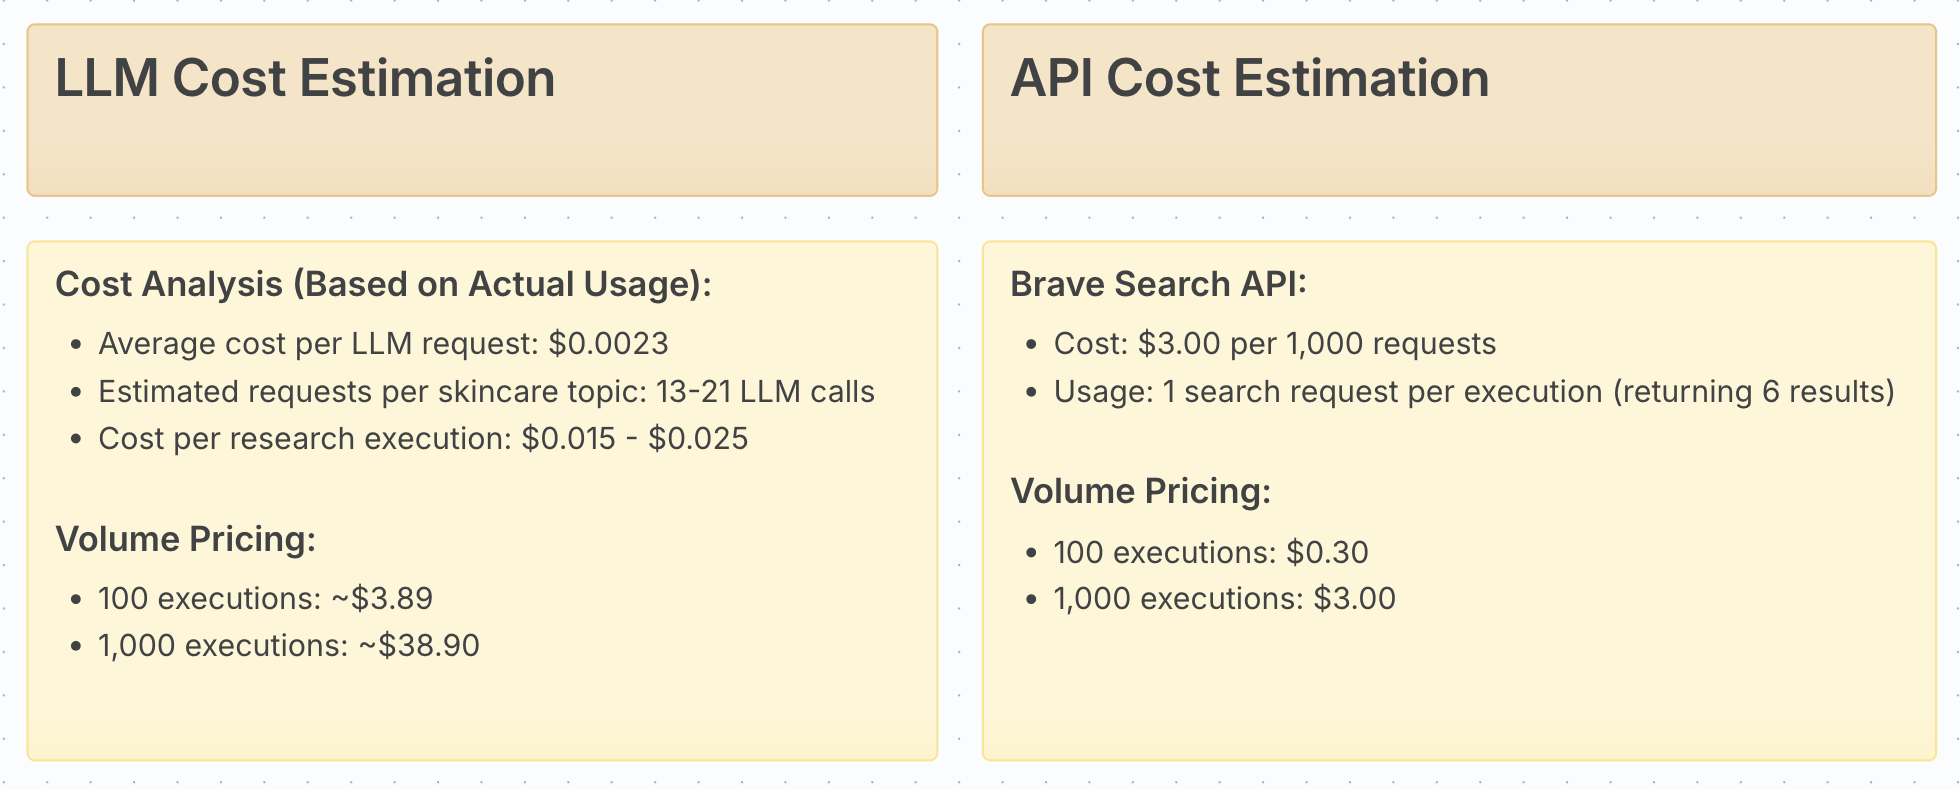 LLM Cost Estimation
Cost Analysis (Based on Actual Usage):
• Average cost per LLM request: $0.0023
• Estimated requests per skincare topic: 13-21 LLM calls
• Cost per research execution: $0.015 - $0.025
Volume Pricing:
• 100 executions: ~$3.89
• 1,000 executions: ~$38.90
API Cost Estimation
Brave Search API:
• Cost: $3.00 per 1,000 requests
• Usage: 1 search request per execution (returning 6 results)
Volume Pricing:
• 100 executions: $0.30
• 1,000 executions: $3.00